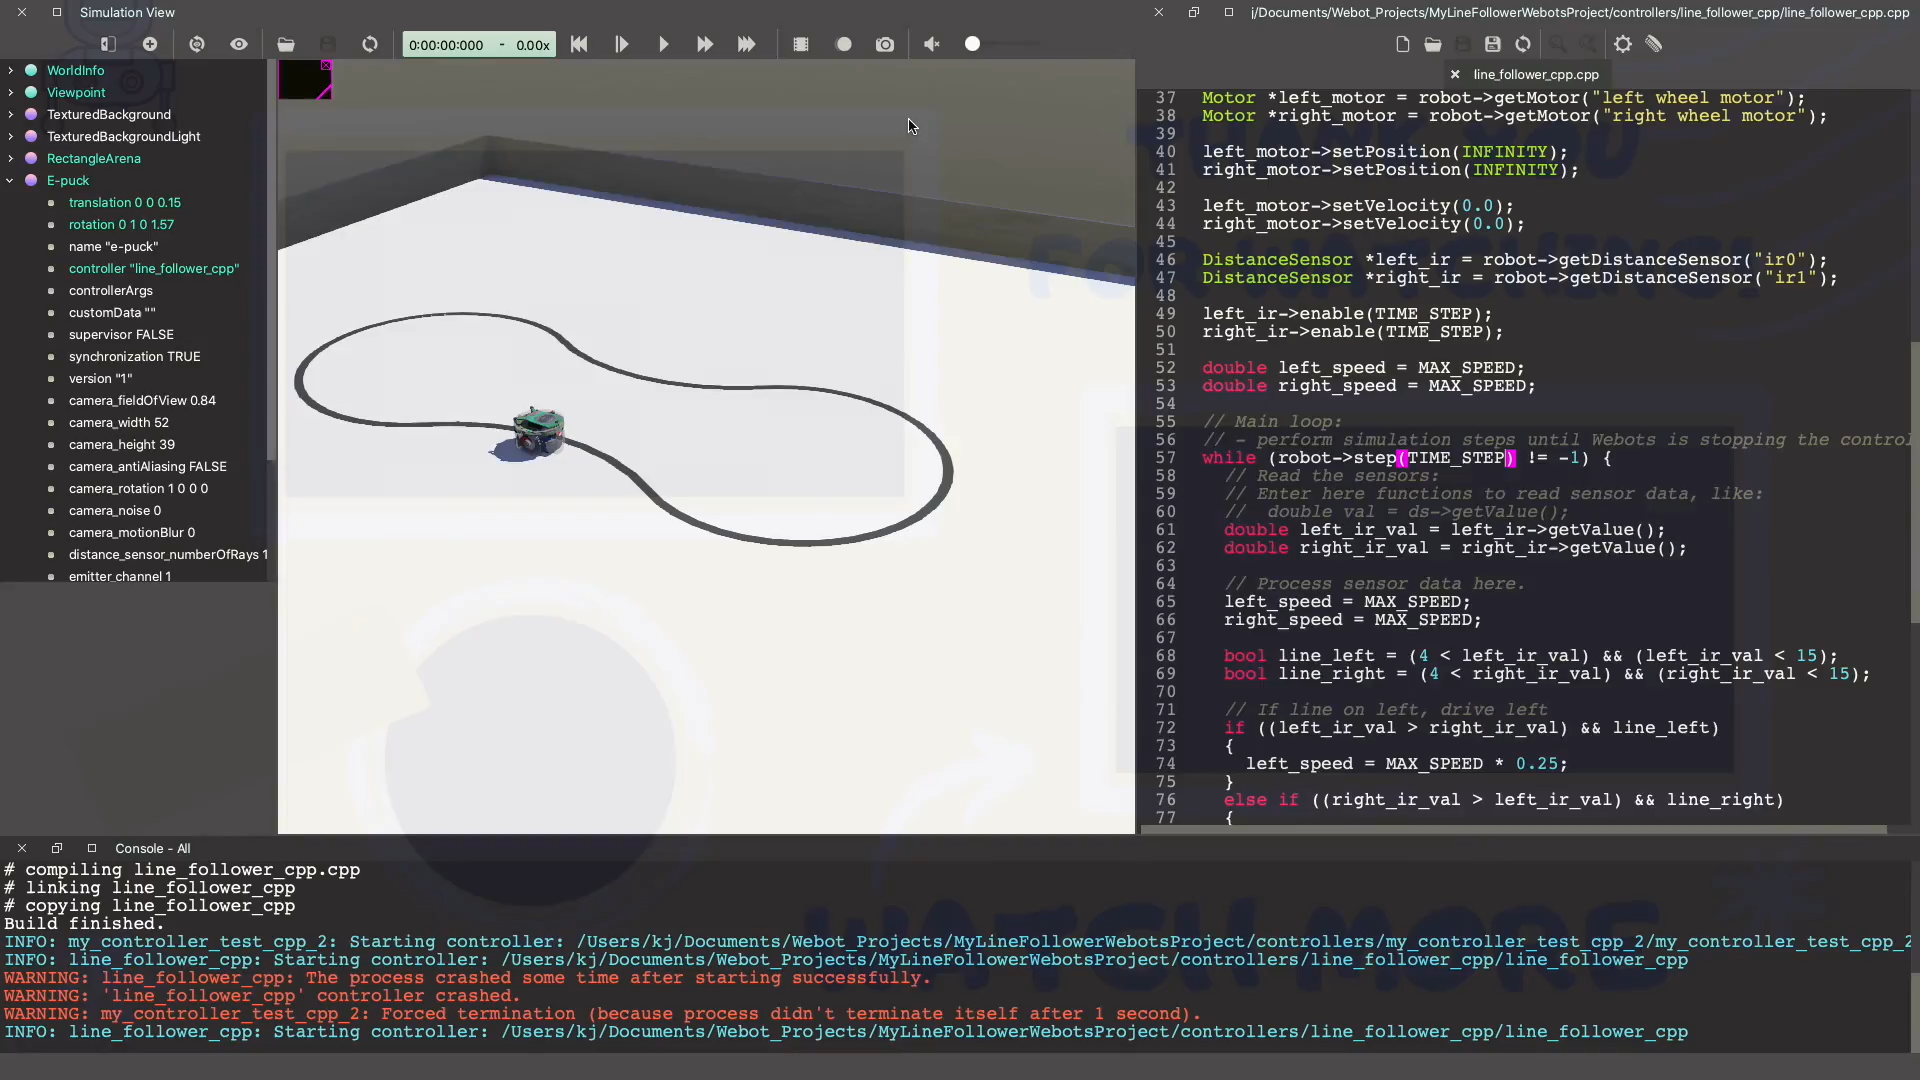 Simulation View
j/Documents/Webot_Projects/MyLineFollowerWebotsProject/controllers/line_follower_cpp/line_follower_cpp.cpp
0:00:00:000 - 0.00x
line_follower_cpp.cpp
WorldInfo
Viewpoint
TexturedBackground
TexturedBackgroundLight
RectangleArena
E-puck
translation 0 0 0.15
rotation 0 1 0 1.57
name "e-puck"
controller "line_follower_cpp"
controllerArgs
customData ""
supervisor FALSE
synchronization TRUE
version "1"
camera_fieldOfView 0.84
camera_width 52
camera_height 39
camera_antiAliasing FALSE
camera_rotation 1 0 0 0
camera_noise 0
camera_motionBlur 0
distance_sensor_numberOfRays 1
emitter_channel 1
37 Motor *left_motor = robot->getMotor("left wheel motor");
38 Motor *right_motor = robot->getMotor("right wheel motor");
39
40 left_motor->setPosition(INFINITY);
41 right_motor->setPosition(INFINITY);
42
43 left_motor->setVelocity(0.0);
44 right_motor->setVelocity(0.0);
45
46 DistanceSensor *left_ir = robot->getDistanceSensor("ir0");
47 DistanceSensor *right_ir = robot->getDistanceSensor("ir1");
48
49 left_ir->enable(TIME_STEP);
50 right_ir->enable(TIME_STEP);
51
52 double left_speed = MAX_SPEED;
53 double right_speed = MAX_SPEED;
54
55 // Main loop:
56 // - perform simulation steps until Webots is stopping the control
57 while (robot->step(TIME_STEP) != -1) {
58 // Read the sensors:
59 // Enter here functions to read sensor data, like:
60 // double val = ds->getValue();
61 double left_ir_val = left_ir->getValue();
62 double right_ir_val = right_ir->getValue();
63
64 // Process sensor data here.
65 left_speed = MAX_SPEED;
66 right_speed = MAX_SPEED;
67
68 bool line_left = (4 < left_ir_val) && (left_ir_val < 15);
69 bool line_right = (4 < right_ir_val) && (right_ir_val < 15);
70
71 // If line on left, drive left
72 if ((left_ir_val > right_ir_val) && line_left)
73 {
74 left_speed = MAX_SPEED * 0.25;
75 }
76 else if ((right_ir_val > left_ir_val) && line_right)
77 {
THANK YOU
FOR WATCHING!
WATCH MORE
Console - All
# compiling line_follower_cpp.cpp
# linking line_follower_cpp
# copying line_follower_cpp
Build finished.
INFO: my_controller_test_cpp_2: Starting controller: /Users/kj/Documents/Webot_Projects/MyLineFollowerWebotsProject/controllers/my_controller_test_cpp_2/my_controller_test_cpp_2
INFO: line_follower_cpp: Starting controller: /Users/kj/Documents/Webot_Projects/MyLineFollowerWebotsProject/controllers/line_follower_cpp/line_follower_cpp
WARNING: line_follower_cpp: The process crashed some time after starting successfully.
WARNING: 'line_follower_cpp' controller crashed.
WARNING: my_controller_test_cpp_2: Forced termination (because process didn't terminate itself after 1 second).
INFO: line_follower_cpp: Starting controller: /Users/kj/Documents/Webot_Projects/MyLineFollowerWebotsProject/controllers/line_follower_cpp/line_follower_cpp